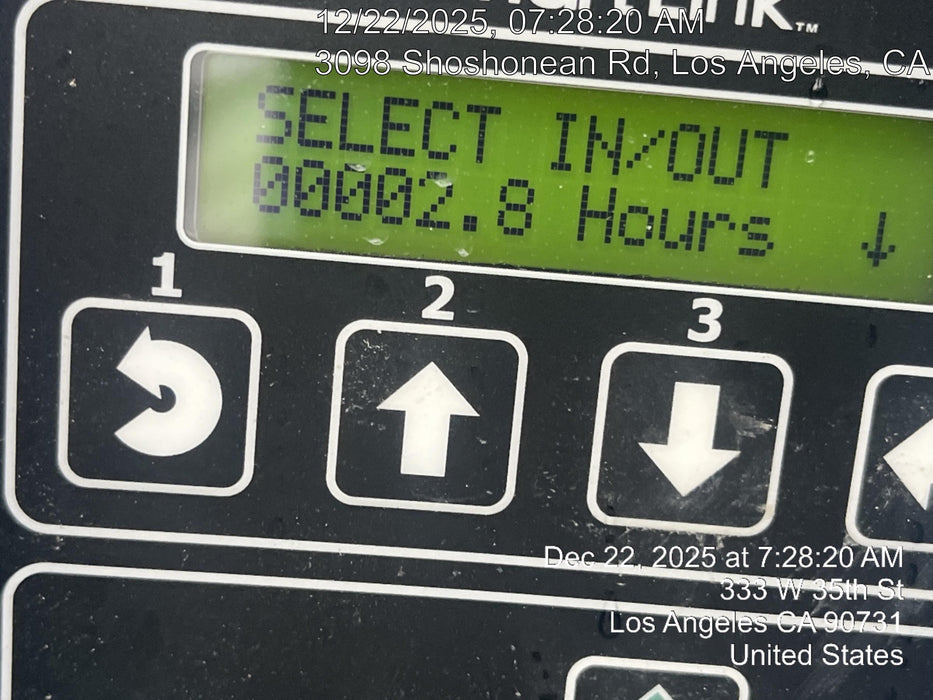 12/22/2025, 07:28:20 AM
3098 Shoshonean Rd, Los Angeles, CA
SELECT IN/OUT
00002.8 Hours ↓
1
2
3
Dec 22, 2025 at 7:28:20 AM
333 W 35th St
Los Angeles CA 90731
United States